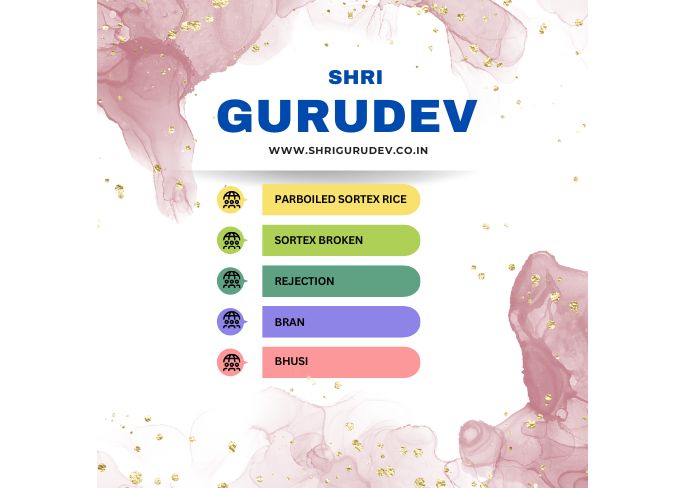 SHRI
GURUDEV
WWW.SHRIGURUDEV.CO.IN
PARBOILED SORTEX RICE
SORTEX BROKEN
REJECTION
BRAN
BHUSI